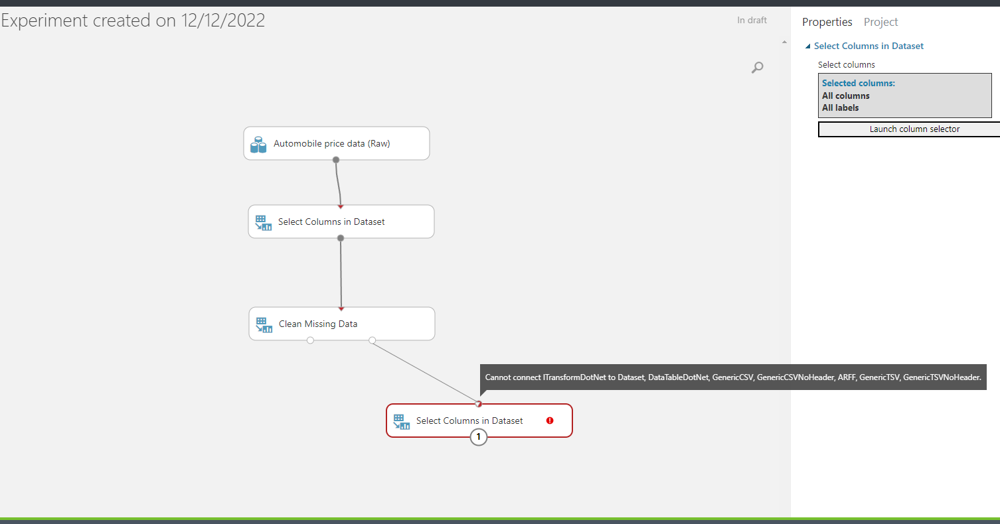 Experiment created on 12/12/2022
In draft
Properties Project
Select Columns in Dataset
Select columns
Selected columns:
All columns
All labels
Launch column selector
Automobile price data (Raw)
Select Columns in Dataset
Clean Missing Data
Cannot connect ITransformDotNet to Dataset, DataTableDotNet, GenericCSV, GenericCSVNoHeader, ARFF, GenericTSV, GenericTSVNoHeader.
Select Columns in Dataset
1